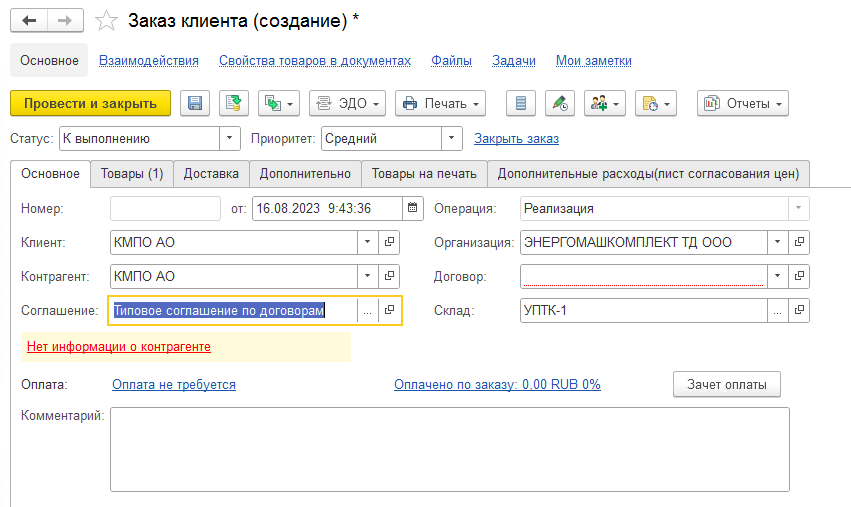 Заказ клиента (создание) *
Основное Взаимодействия Свойства товаров в документах Файлы Задачи Мои заметки
Провести и закрыть ЭДО Печать Отчеты
Статус: К выполнению Приоритет: Средний Закрыть заказ
Основное Товары (1) Доставка Дополнительно Товары на печать Дополнительные расходы(лист согласования цен)
Номер: от: 16.08.2023 9:43:36 Операция: Реализация
Клиент: КМПО АО Организация: ЭНЕРГОМАШКОМПЛЕКТ ТД ООО
Контрагент: КМПО АО Договор:
Соглашение: Типовое соглашение по договорам ... Склад: УПТК-1 ...
Нет информации о контрагенте
Оплата: Оплата не требуется Оплачено по заказу: 0,00 RUB 0% Зачет оплаты
Комментарий: